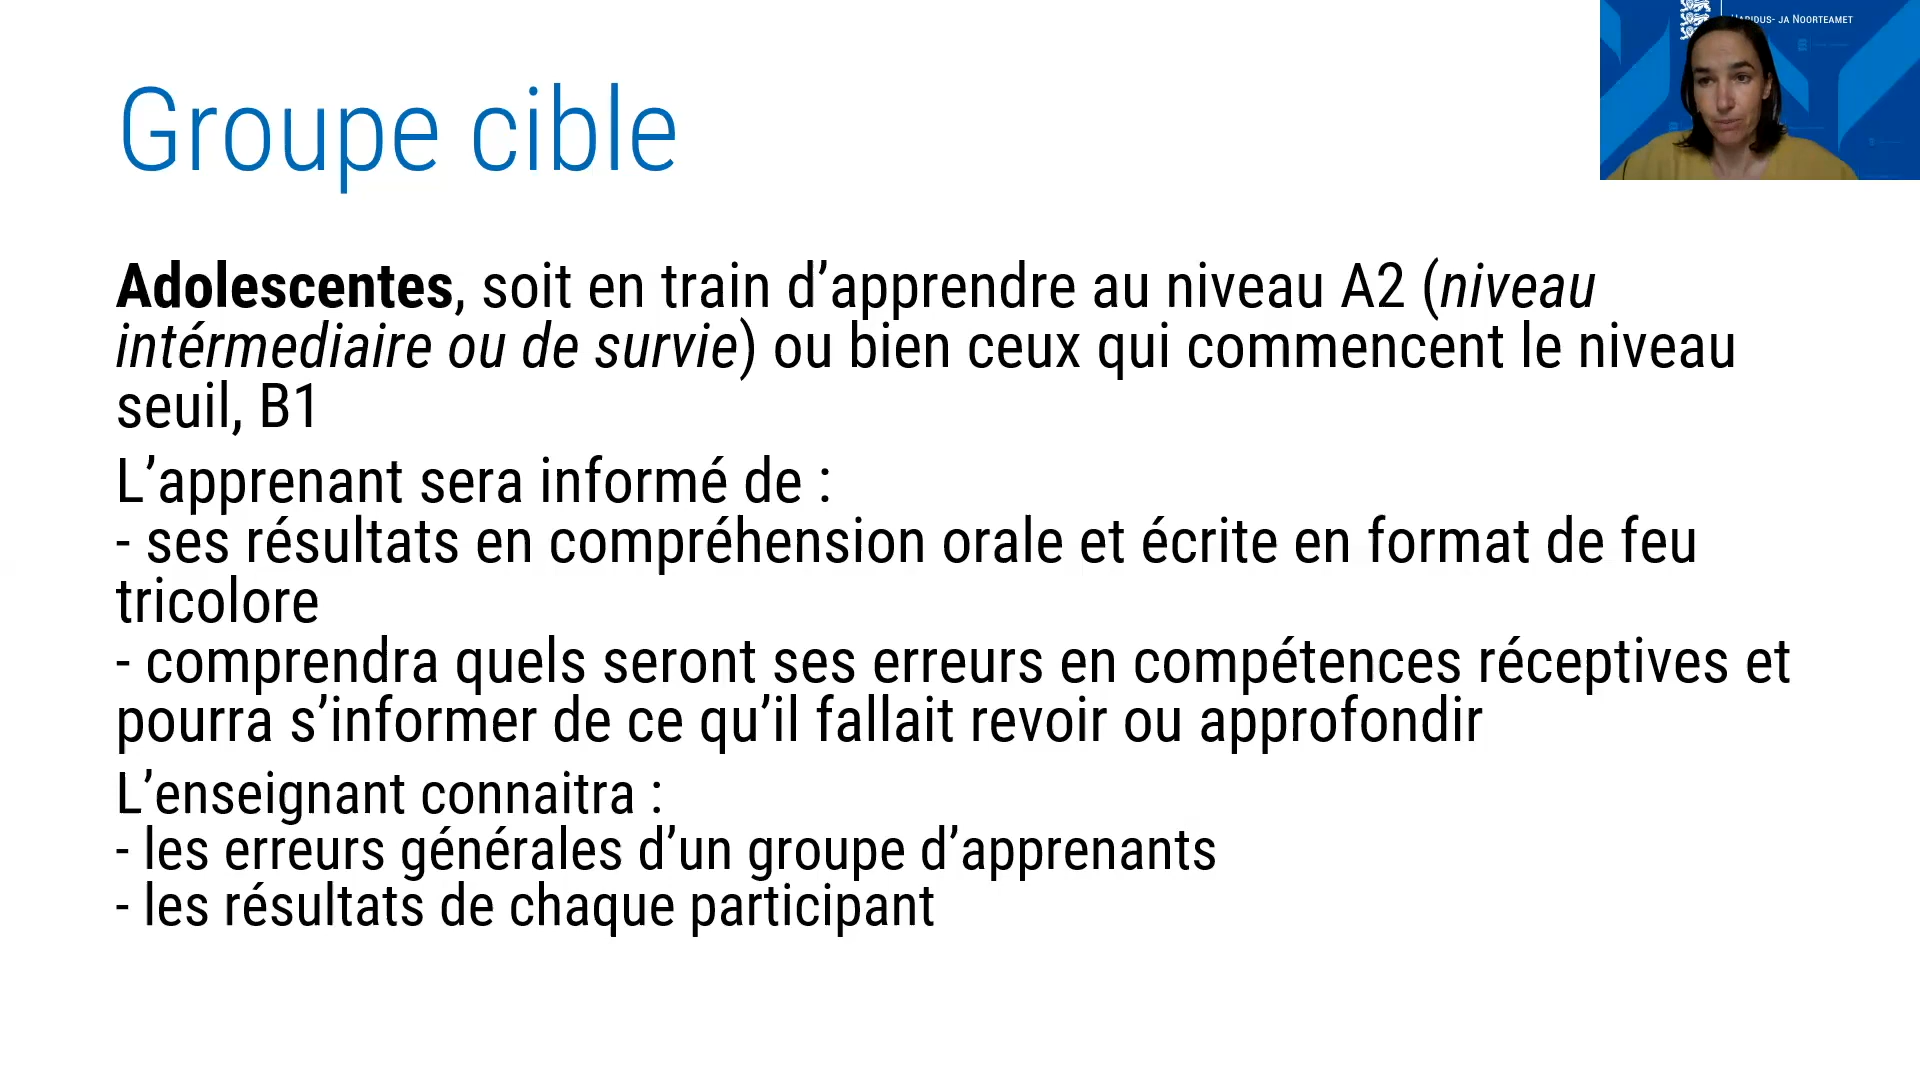 HARIDUS- JA NOORTEAMET
Groupe cible
Adolescentes, soit en train d’apprendre au niveau A2 (niveau
intérmediaire ou de survie) ou bien ceux qui commencent le niveau
seuil, B1
L’apprenant sera informé de :
- ses résultats en compréhension orale et écrite en format de feu
tricolore
- comprendra quels seront ses erreurs en compétences réceptives et
pourra s’informer de ce qu’il fallait revoir ou approfondir
L’enseignant connaitra :
- les erreurs générales d’un groupe d’apprenants
- les résultats de chaque participant